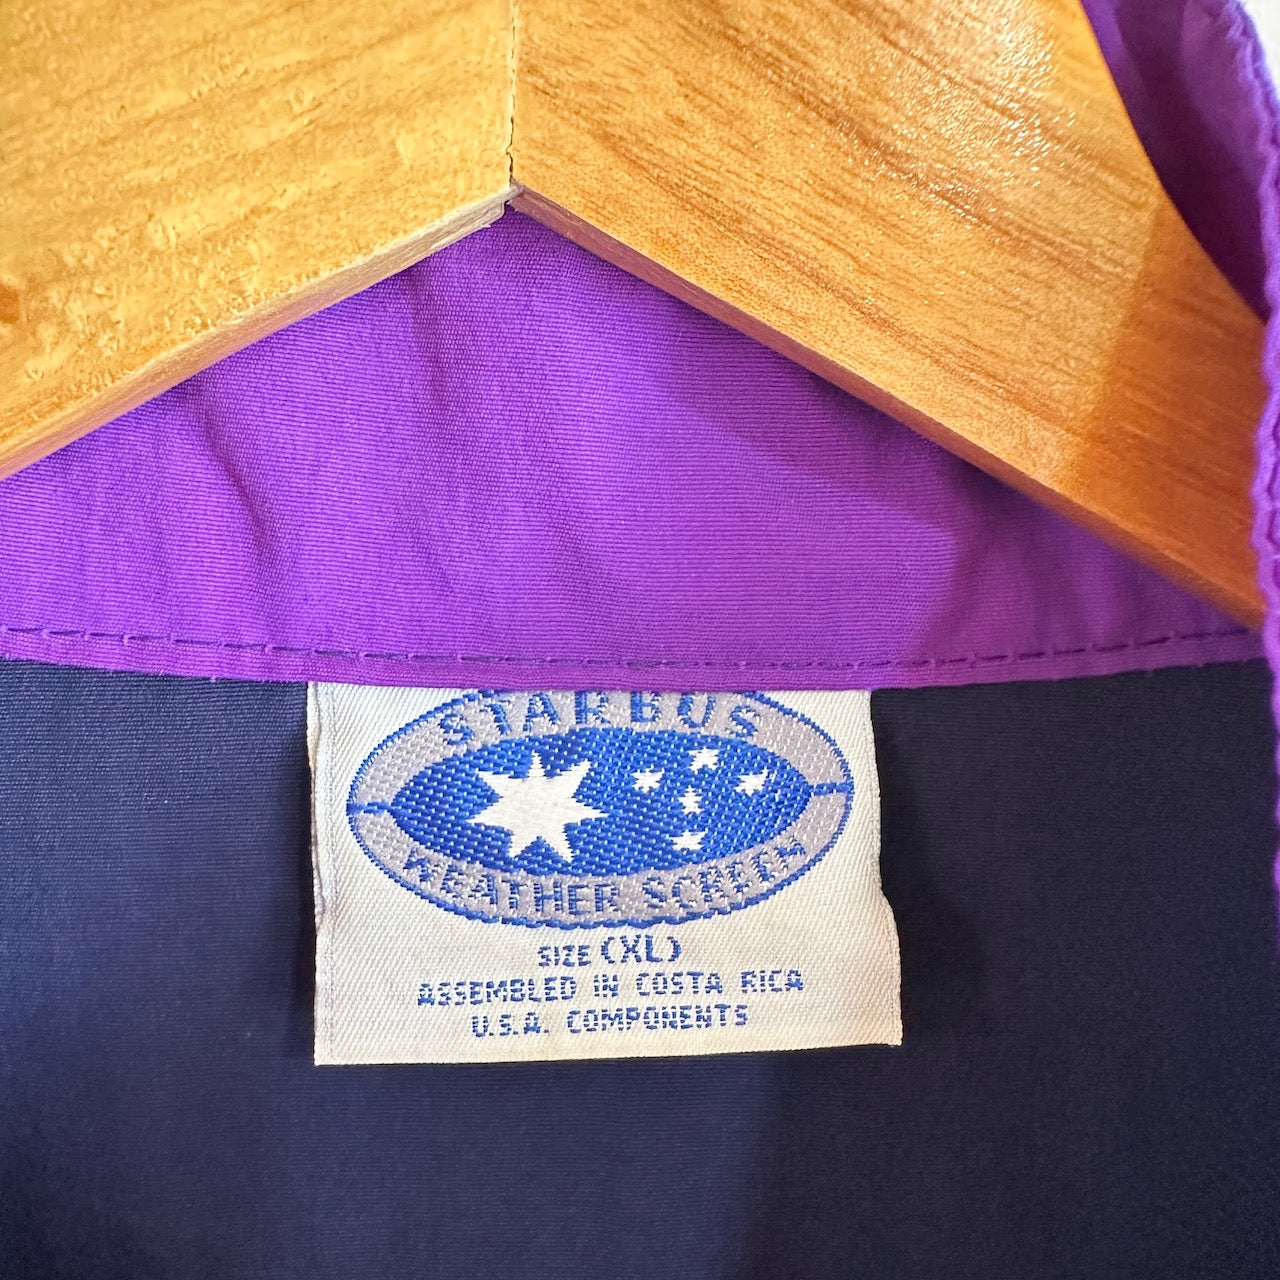 STARBUS
WEATHER SCREEN
SIZE (XL)
ASSEMBLED IN COSTA RICA
U.S.A. COMPONENTS